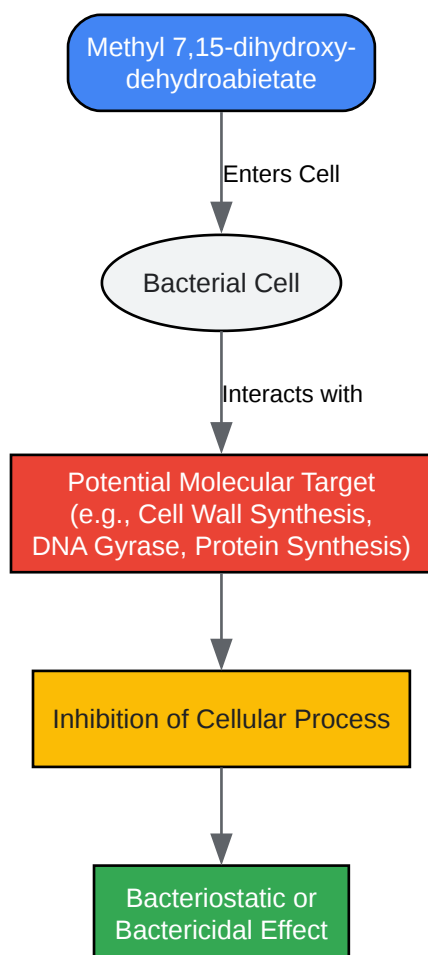 Methyl 7,15-dihydroxy-
dehydroabietate
Enters Cell
Bacterial Cell
Interacts with
Potential Molecular Target
(e.g., Cell Wall Synthesis,
DNA Gyrase, Protein Synthesis)
Inhibition of Cellular Process
Bacteriostatic or
Bactericidal Effect